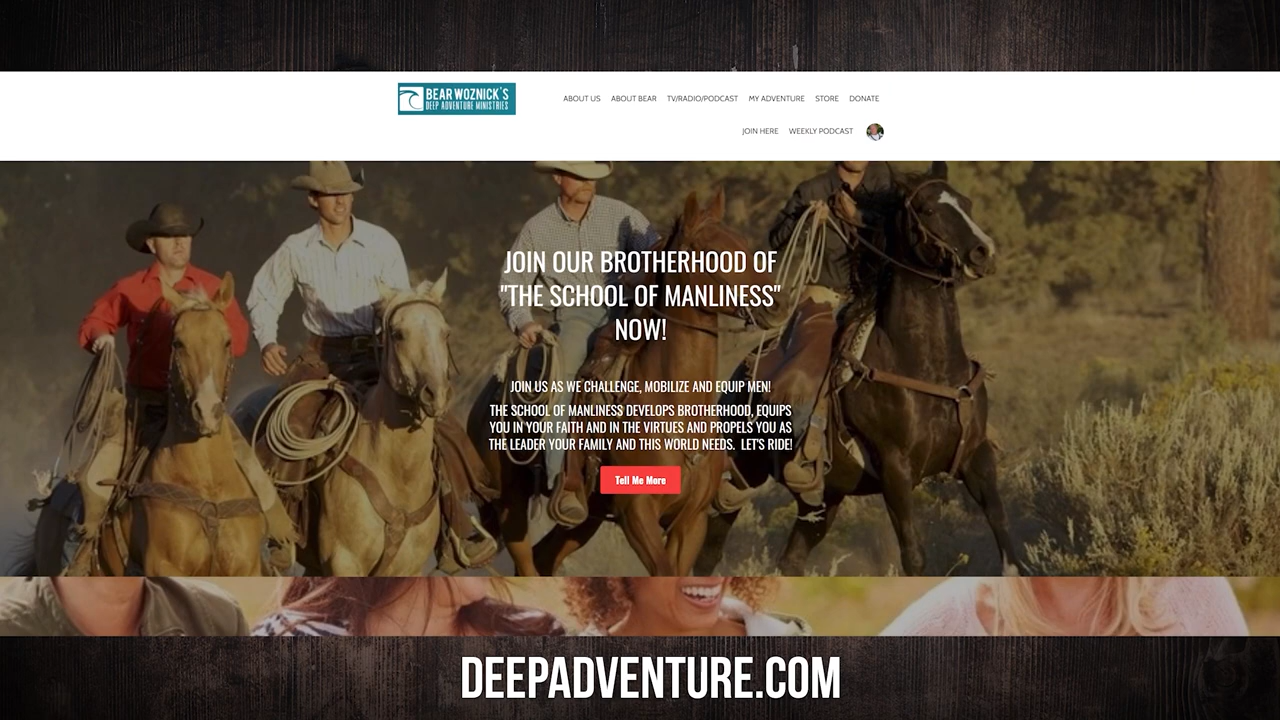 BEAR WOZNICK'S
DEEP ADVENTURE MINISTRIES
ABOUT US ABOUT BEAR TV/RADIO/PODCAST MY ADVENTURE STORE DONATE
JOIN HERE WEEKLY PODCAST
JOIN OUR BROTHERHOOD OF
"THE SCHOOL OF MANLINESS"
NOW!
JOIN US AS WE CHALLENGE, MOBILIZE AND EQUIP MEN!
THE SCHOOL OF MANLINESS DEVELOPS BROTHERHOOD, EQUIPS
YOU IN YOUR FAITH AND IN THE VIRTUES AND PROPELS YOU AS
THE LEADER YOUR FAMILY AND THIS WORLD NEEDS. LET'S RIDE!
Tell Me More
DEEPADVENTURE.COM